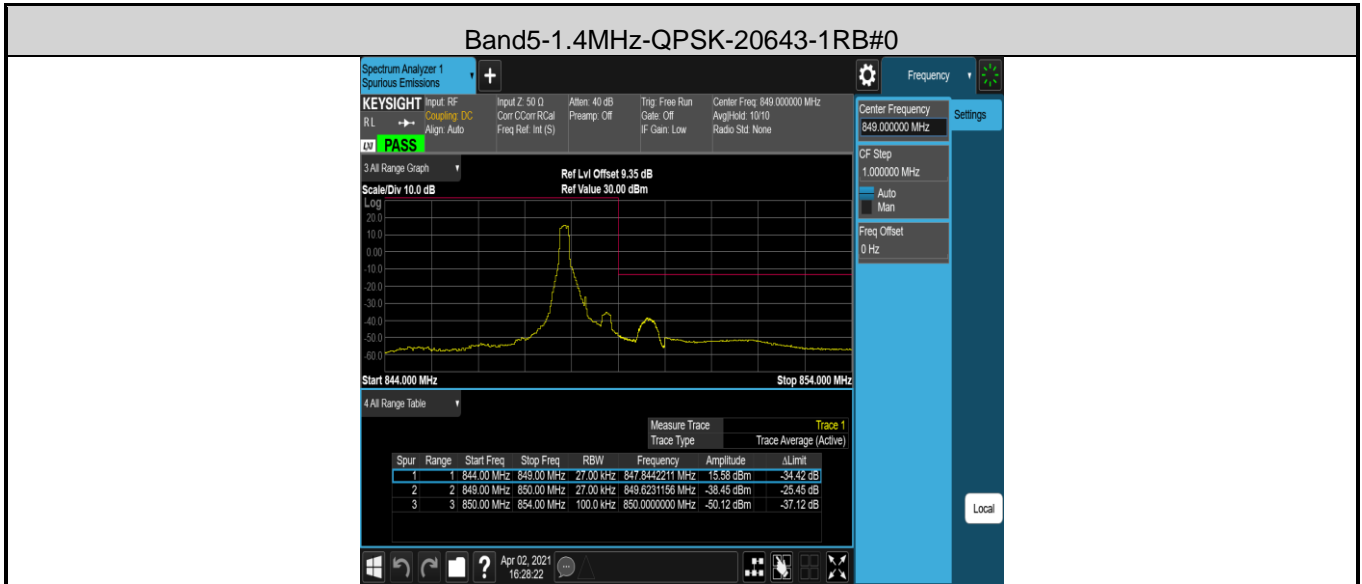 Band5-1.4MHz-QPSK-20643-1RB#0
Spectrum Analyzer 1
Spurious Emissions
+
Frequency
KEYSIGHT Input: RF Input Z: 50 Ω Atten: 40 dB Trig: Free Run Center Freq: 849.000000 MHz
RL Coupling: DC Corr CCorr RCal Preamp: Off Gate: Off Avg|Hold: 10/10
Align: Auto Freq Ref: Int (S) IF Gain: Low Radio Std: None
LXI PASS
Center Frequency
849.000000 MHz
Settings
CF Step
1.000000 MHz
Auto
Man
Freq Offset
0 Hz
3 All Range Graph
Ref Lvl Offset 9.35 dB
Scale/Div 10.0 dB Ref Value 30.00 dBm
Log
20.0
10.0
0.00
-10.0
-20.0
-30.0
-40.0
-50.0
-60.0
Start 844.000 MHz Stop 854.000 MHz
4 All Range Table
Measure Trace Trace 1
Trace Type Trace Average (Active)
Spur Range Start Freq Stop Freq RBW Frequency Amplitude ΔLimit
1 1 844.00 MHz 849.00 MHz 27.00 kHz 847.8442211 MHz 15.58 dBm -34.42 dB
2 2 849.00 MHz 850.00 MHz 27.00 kHz 849.6231156 MHz -38.45 dBm -25.45 dB
3 3 850.00 MHz 854.00 MHz 100.0 kHz 850.0000000 MHz -50.12 dBm -37.12 dB
Local
? Apr 02, 2021
16:28:22